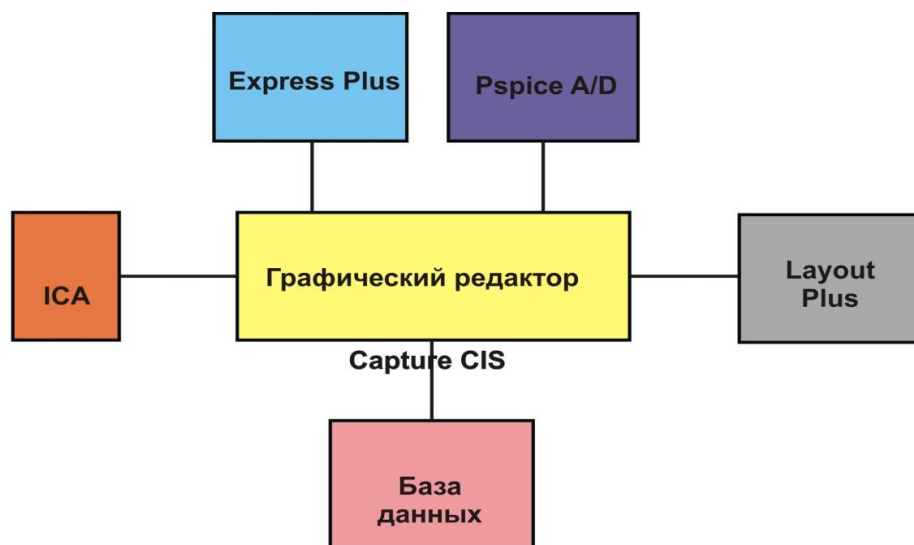 Express Plus
Pspice A/D
ICA
Графический редактор
Layout
Plus
Capture CIS
База
данных